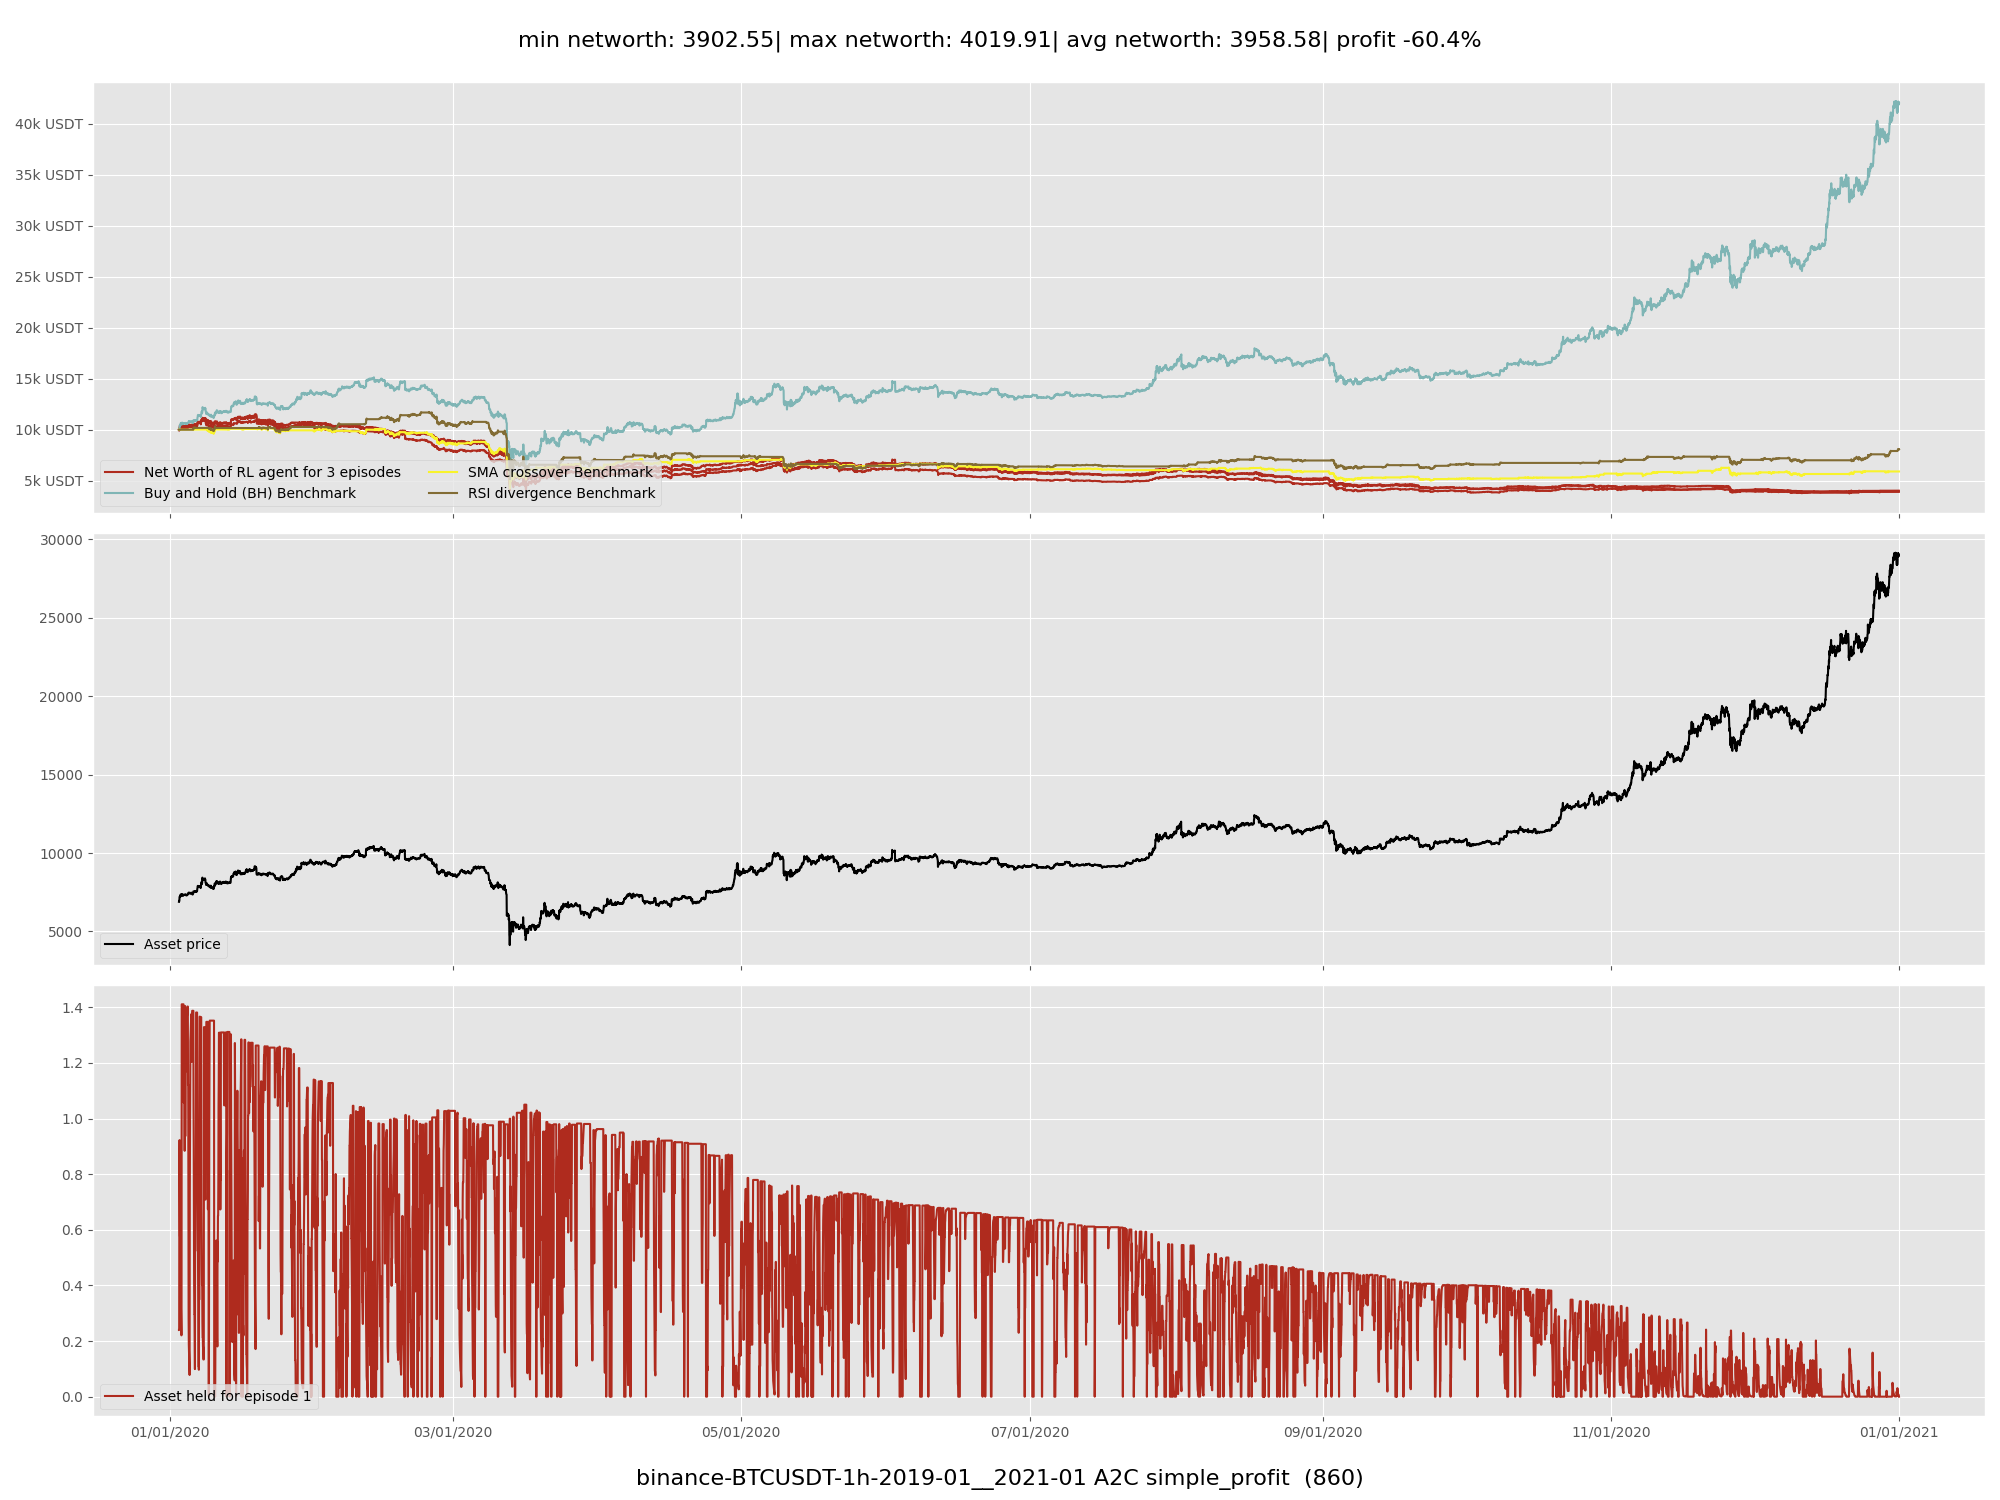 min networth: 3902.55| max networth: 4019.91| avg networth: 3958.58| profit -60.4%
40k USDT
35k USDT
30k USDT
25k USDT
20k USDT
15k USDT
10k USDT
5k USDT
Net Worth of RL agent for 3 episodes
Buy and Hold (BH) Benchmark
SMA crossover Benchmark
RSI divergence Benchmark
30000
25000
20000
15000
10000
5000
Asset price
1.4
1.2
1.0
0.8
0.6
0.4
0.2
0.0
Asset held for episode 1
01/01/2020
03/01/2020
05/01/2020
07/01/2020
09/01/2020
11/01/2020
01/01/2021
binance-BTCUSDT-1h-2019-01__2021-01 A2C simple_profit (860)